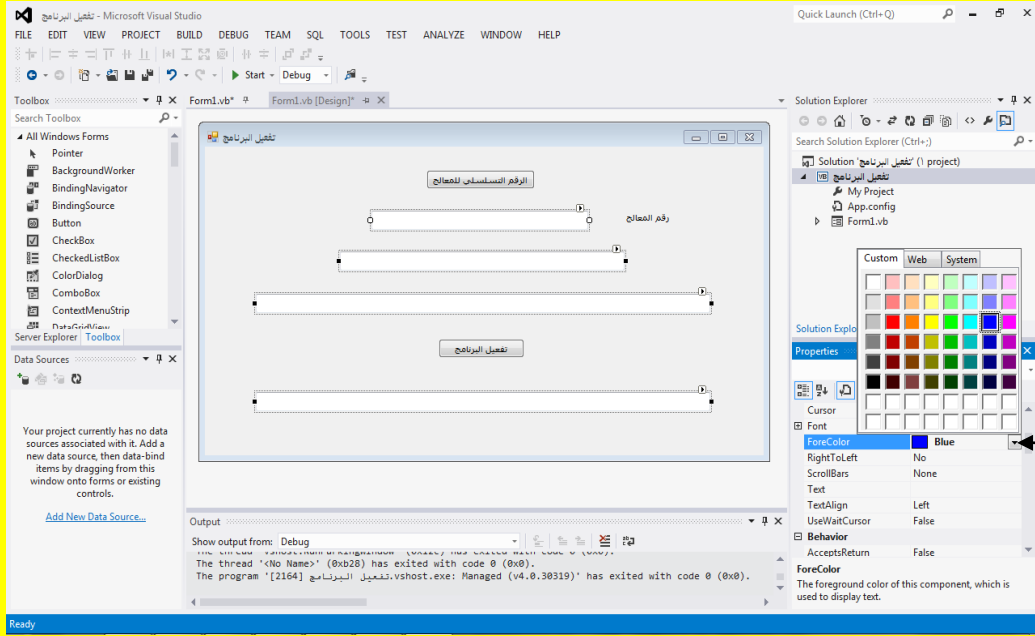 تفعيل البرنامج - Microsoft Visual Studio
Quick Launch (Ctrl+Q)
FILE EDIT VIEW PROJECT BUILD DEBUG TEAM SQL TOOLS TEST ANALYZE WINDOW HELP
Start Debug
Toolbox
Search Toolbox
All Windows Forms
Pointer
BackgroundWorker
BindingNavigator
BindingSource
Button
CheckBox
CheckedListBox
ColorDialog
ComboBox
ContextMenuStrip
DataGridView
Server Explorer Toolbox
Data Sources
Your project currently has no data
sources associated with it. Add a
new data source, then data-bind
items by dragging from this
window onto forms or existing
controls.
Add New Data Source...
Form1.vb* Form1.vb [Design]*
تفعيل البرنامج
الرقم التسلسلي للمعالج
رقم المعالج
تفعيل البرنامج
Output
Show output from: Debug
The thread '<No Name>' (0xb28) has exited with code 0 (0x0).
The program '[2164] تفعيل البرنامج.vshost.exe: Managed (v4.0.30319)' has exited with code 0 (0x0).
Solution Explorer
Search Solution Explorer (Ctrl+;)
Solution 'تفعيل البرنامج' (١ project)
تفعيل البرنامج
My Project
App.config
Form1.vb
Custom Web System
Solution Explo
Properties
Cursor
Font
ForeColor Blue
RightToLeft No
ScrollBars None
Text
TextAlign Left
UseWaitCursor False
Behavior
AcceptsReturn False
ForeColor
The foreground color of this component, which is
used to display text.
Ready